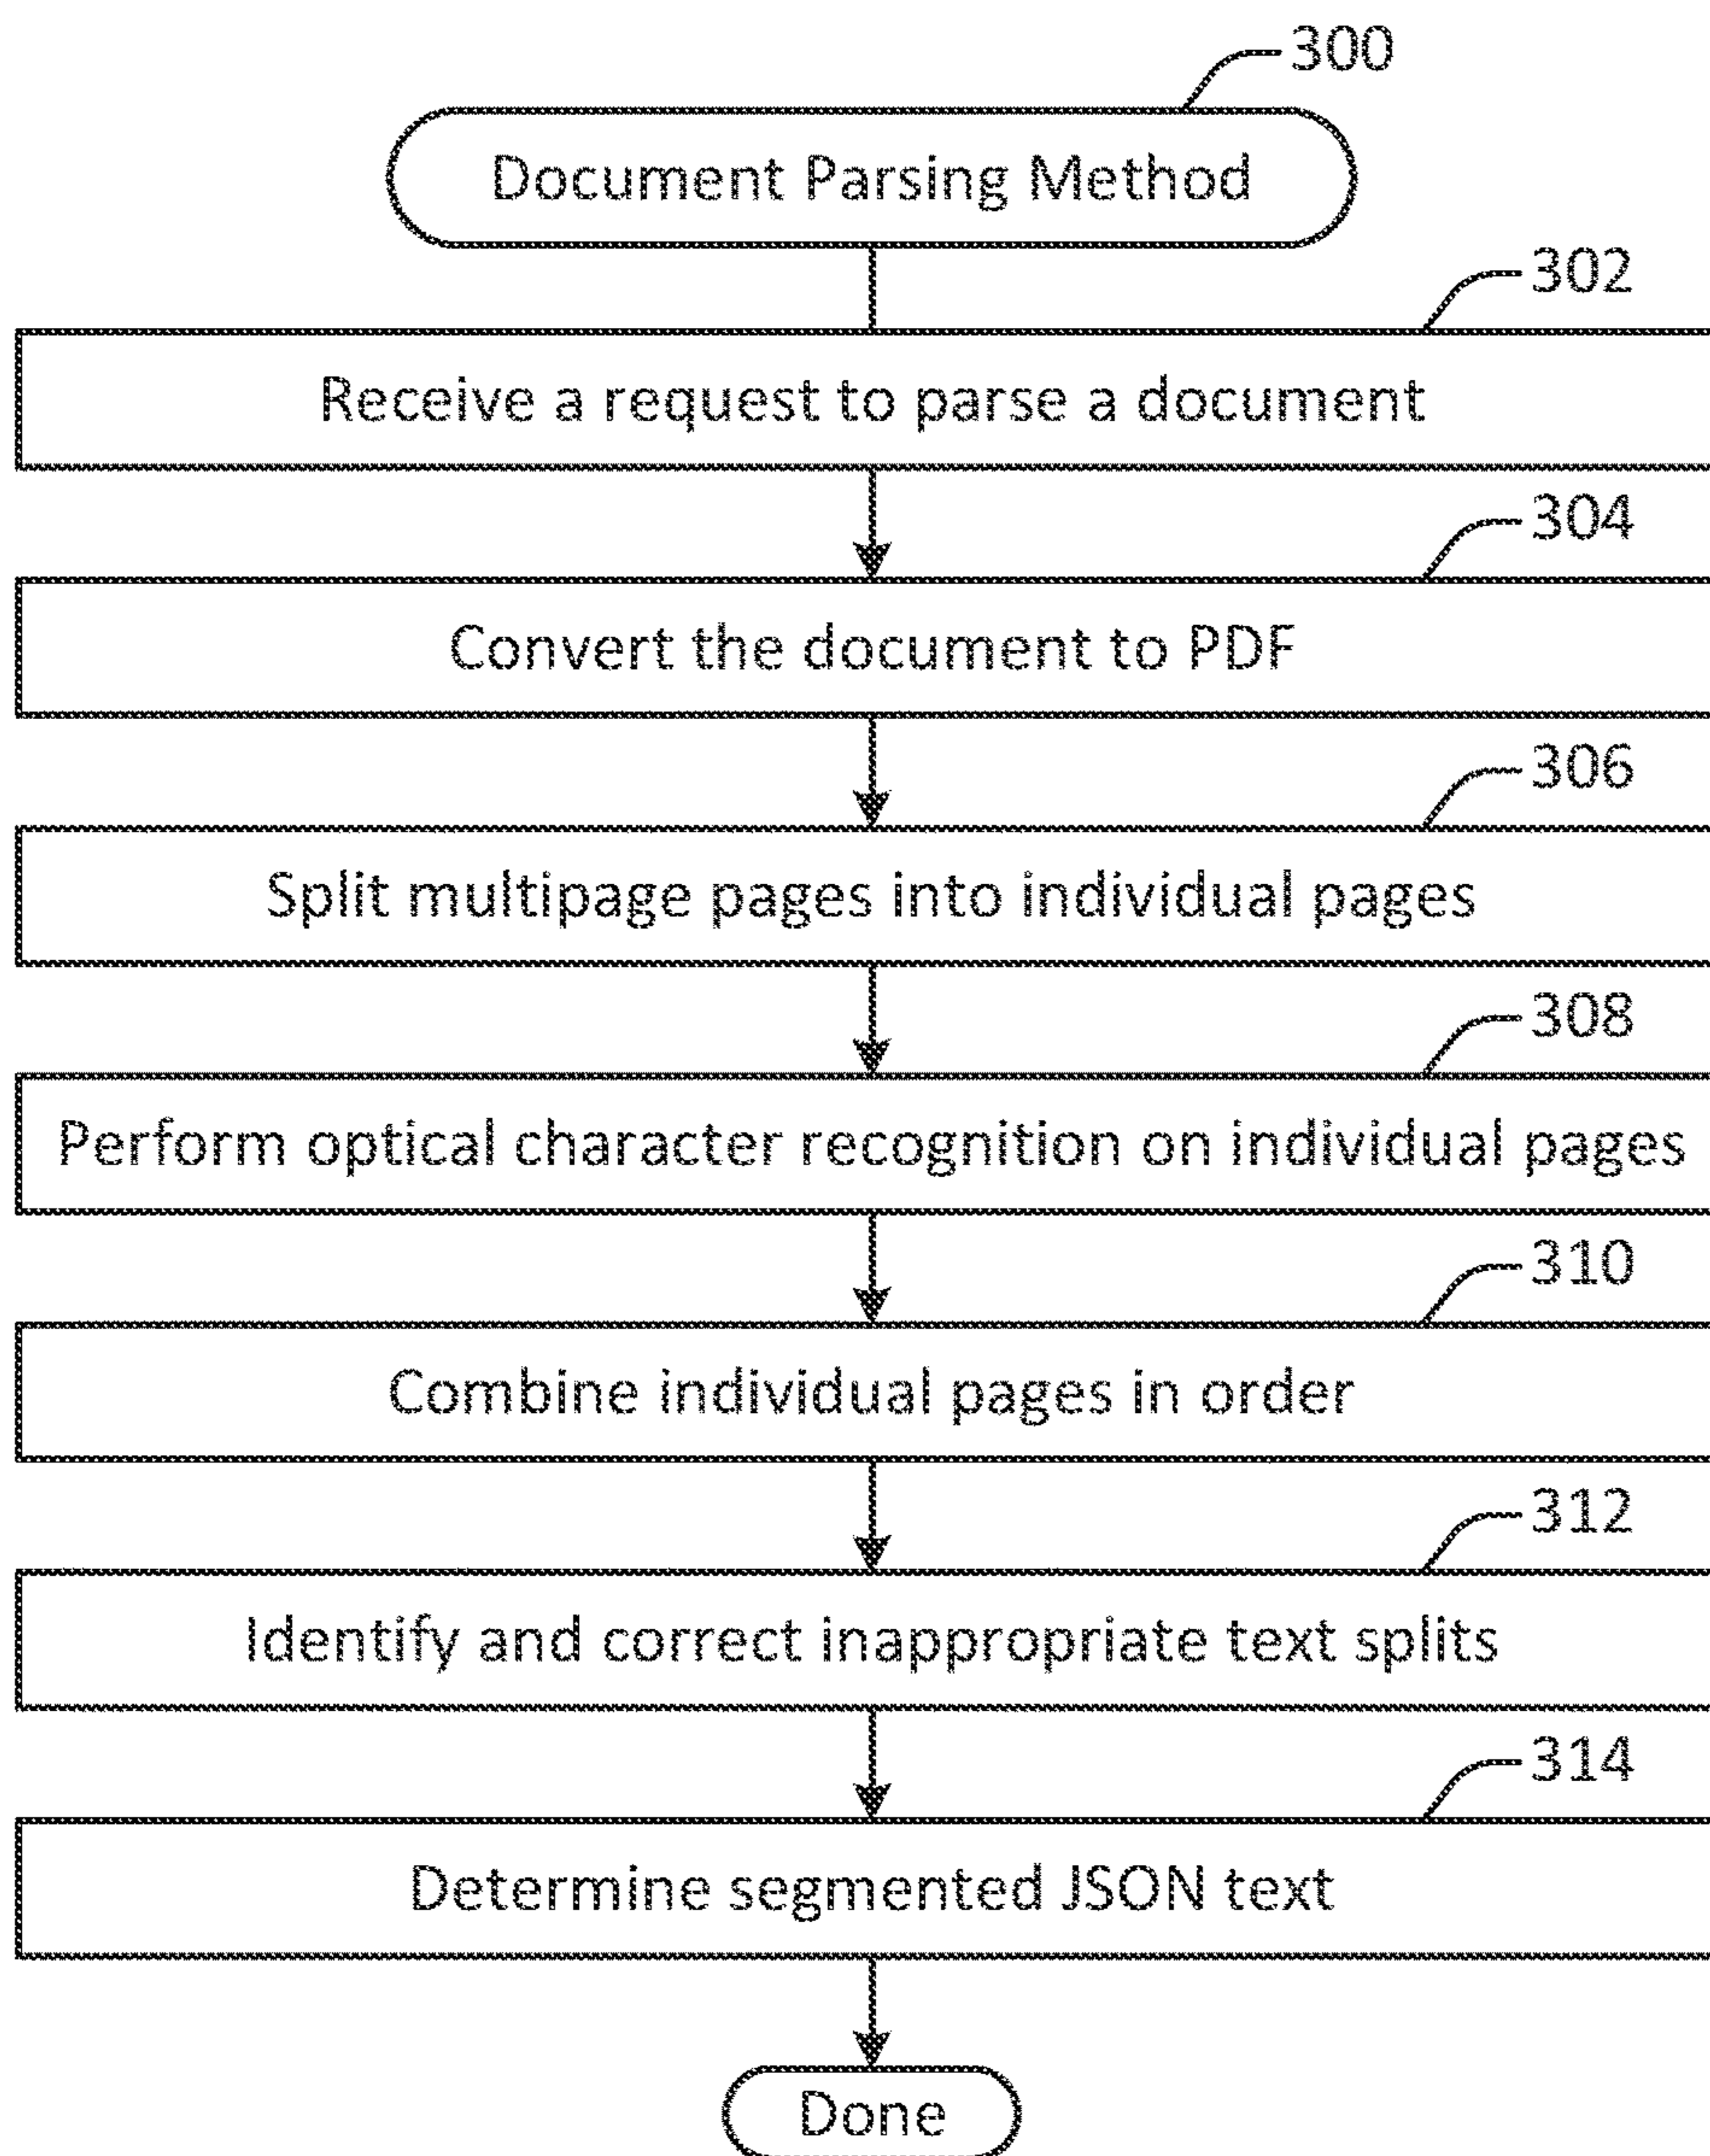 300
Document Parsing Method
302
Receive a request to parse a document
304
Convert the document to PDF
306
Split multipage pages into individual pages
308
Perform optical character recognition on individual pages
310
Combine individual pages in order
312
Identify and correct inappropriate text splits
314
Determine segmented JSON text
Done